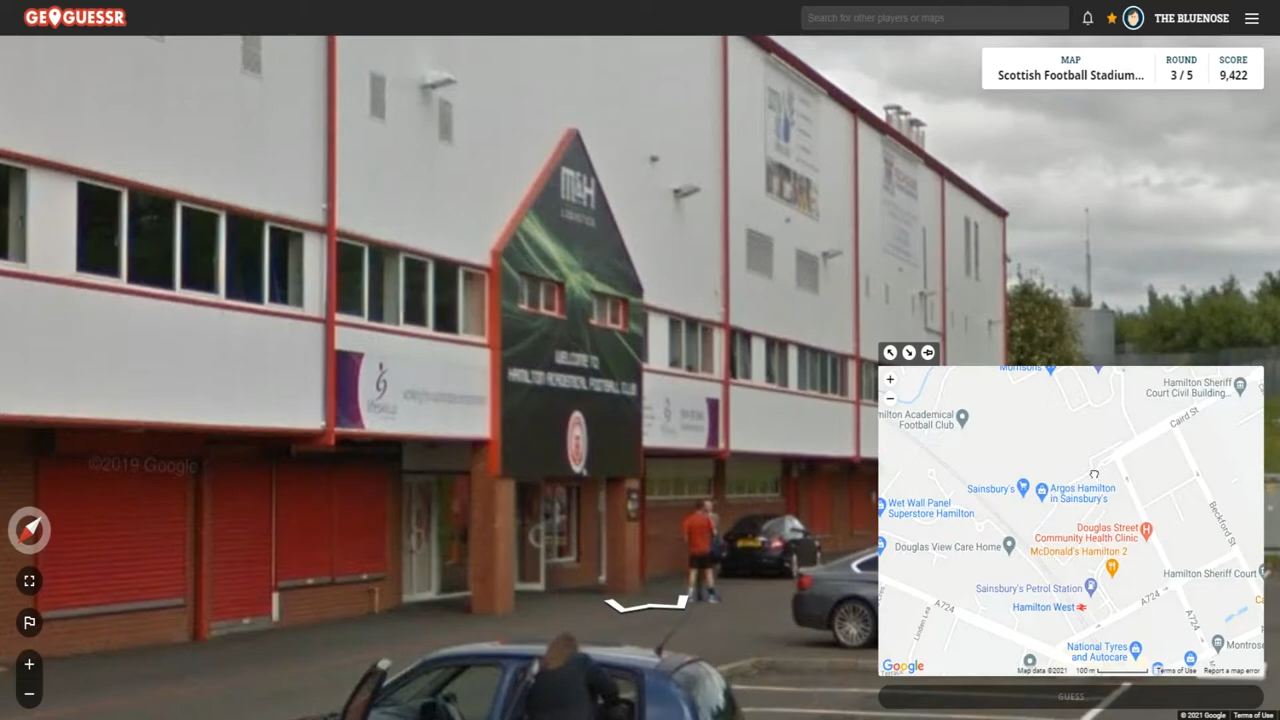 GEOGUESSR
Search for other players or maps
THE BLUENOSE
MAP
Scottish Football Stadium...
ROUND
3 / 5
SCORE
9,422
M&H
LOGISTICS
WELCOME TO
HAMILTON ACADEMICAL FOOTBALL CLUB
©2019 Google
+
−
+
−
Morrisons
Hamilton Sheriff
Court Civil Building...
milton Academical
Football Club
Caird St
Sainsbury's
Argos Hamilton
in Sainsbury's
Wet Wall Panel
Superstore Hamilton
Beckford St
Douglas Street
Community Health Clinic
Douglas View Care Home
McDonald's Hamilton 2
Hamilton Sheriff Court
Sainsbury's Petrol Station
Hamilton West
A724
A724
A724
Linden Lea
National Tyres
and Autocare
Montrose
Google
Map data ©2021
100 m
Terms of Use
Report a map error
GUESS
© 2021 Google
Terms of Use